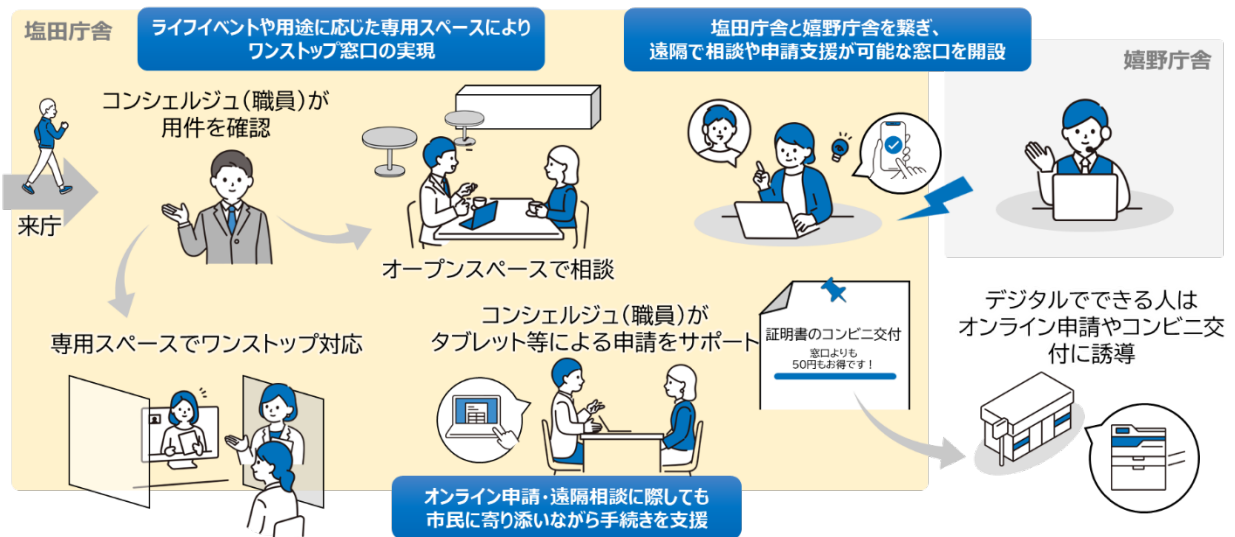 塩田庁舎
ライフイベントや用途に応じた専用スペースにより
ワンストップ窓口の実現
塩田庁舎と嬉野庁舎を繋ぎ、
遠隔で相談や申請支援が可能な窓口を開設
嬉野庁舎
コンシェルジュ(職員)が
用件を確認
来庁
オープンスペースで相談
専用スペースでワンストップ対応
コンシェルジュ(職員)が
タブレット等による申請をサポート
証明書のコンビニ交付
窓口よりも
50円もお得です!
デジタルでできる人は
オンライン申請やコンビニ交
付に誘導
オンライン申請・遠隔相談に際しても
市民に寄り添いながら手続きを支援